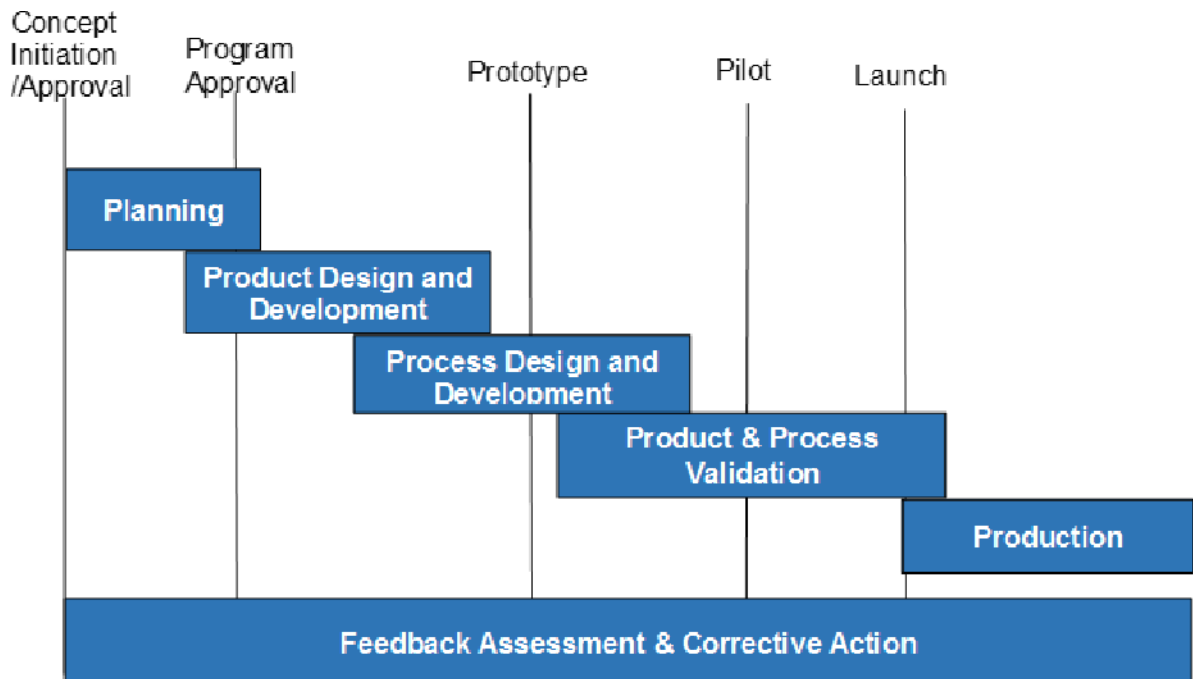 Concept
Initiation
/Approval
Program
Approval
Prototype
Pilot
Launch
Planning
Product Design and
Development
Process Design and
Development
Product & Process
Validation
Production
Feedback Assessment & Corrective Action